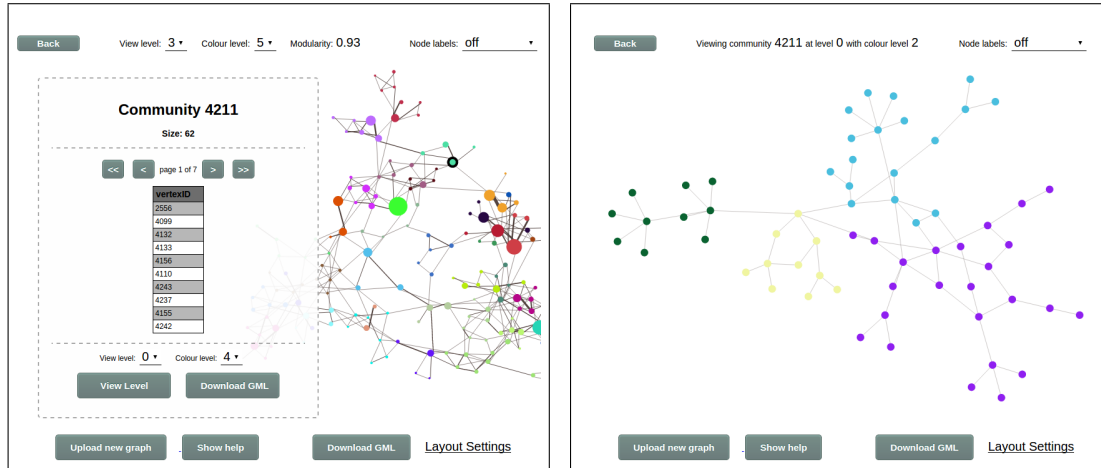 Back View level: 3 Colour level: 5 Modularity: 0.93 Node labels: off
Community 4211
Size: 62
<< < page 1 of 7 > >>
vertexID
2556
4099
4132
4133
4156
4110
4243
4237
4155
4242
View level: 0 Colour level: 4
View Level Download GML
Upload new graph Show help Download GML Layout Settings
Back Viewing community 4211 at level 0 with colour level 2 Node labels: off
Upload new graph Show help Download GML Layout Settings